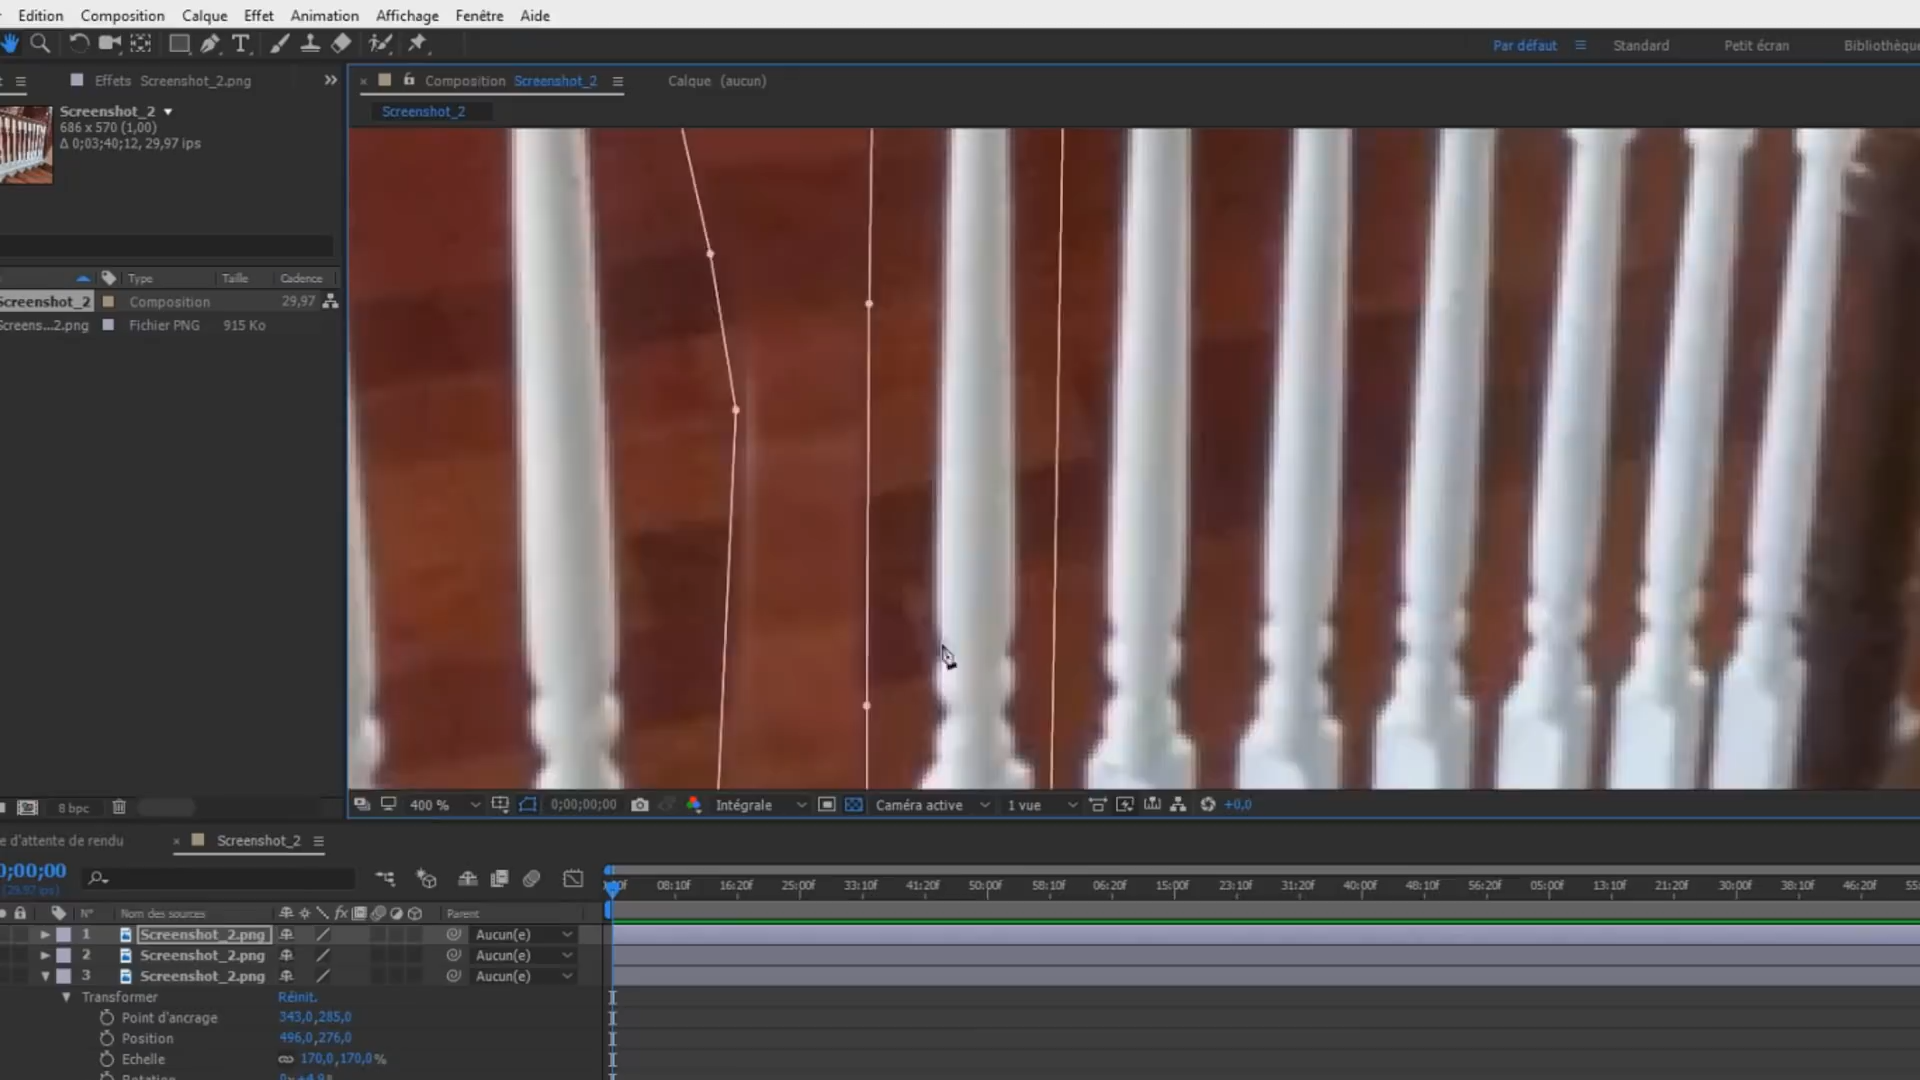 Edition Composition Calque Effet Animation Affichage Fenêtre Aide
Par défaut Standard Petit écran Bibliothèque
Effets Screenshot_2.png
Composition Screenshot_2 Calque (aucun)
Screenshot_2
Screenshot_2
686 x 570 (1,00)
Δ 0;03;40;12, 29,97 ips
Type Taille Cadence
Screenshot_2 Composition 29,97
Screens...2.png Fichier PNG 915 Ko
8 bpc
400 % 0;00;00;00 Intégrale Caméra active 1 vue +0,0
e d'attente de rendu Screenshot_2
0;00;00
(29.97 ips)
08:10f 16:20f 25:00f 33:10f 41:20f 50:00f 58:10f 06:20f 15:00f 23:10f 31:20f 40:00f 48:10f 56:20f 05:00f 13:10f 21:20f 30:00f 38:10f 46:20f 55:
N° Nom des sources fx Parent
1 Screenshot_2.png Aucun(e)
2 Screenshot_2.png Aucun(e)
3 Screenshot_2.png Aucun(e)
Transformer Réinit.
Point d'ancrage 343,0,285,0
Position 496,0,276,0
Echelle 170,0,170,0%
Rotation